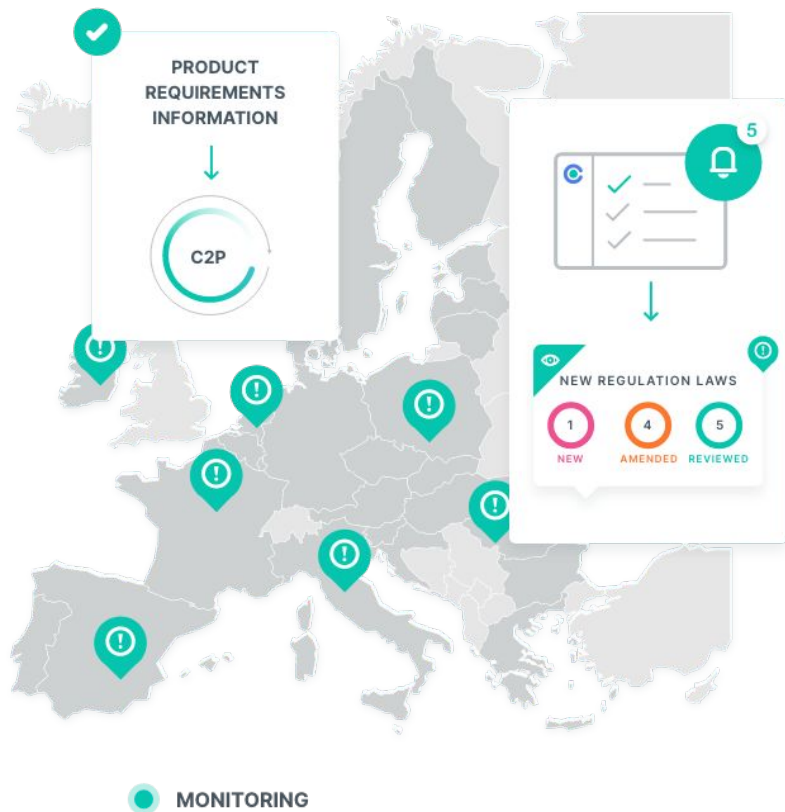 PRODUCT
REQUIREMENTS
INFORMATION
C2P
5
NEW REGULATION LAWS
1
4
5
NEW
AMENDED
REVIEWED
MONITORING